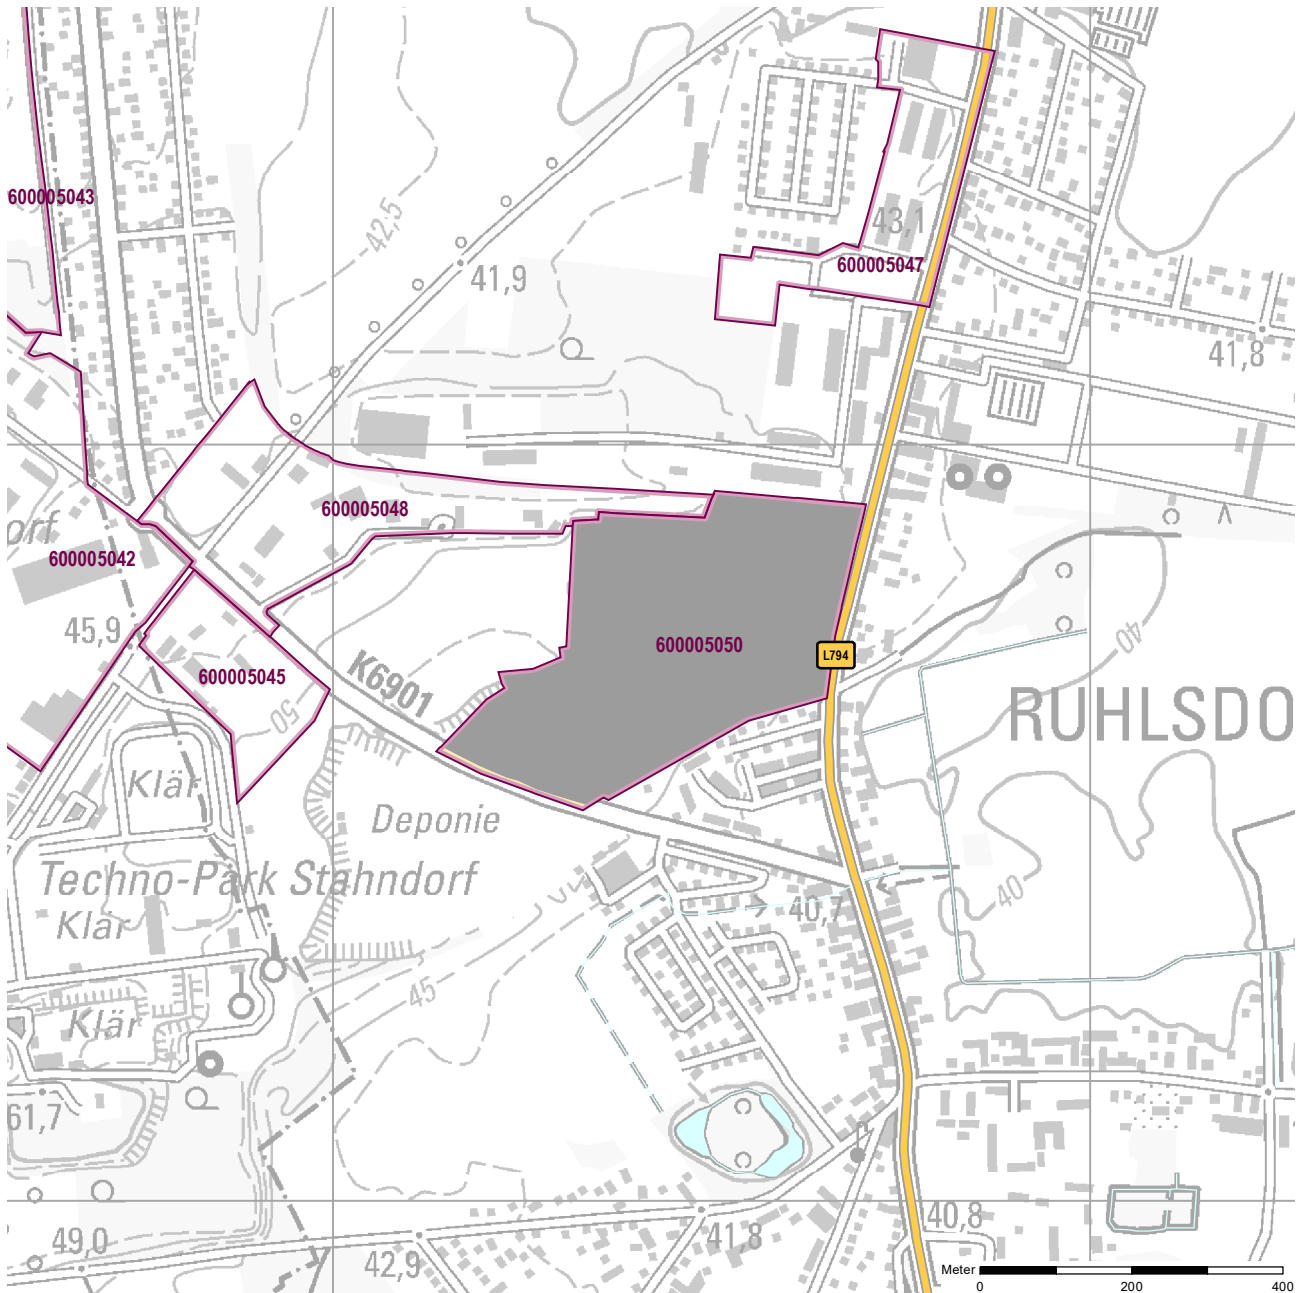 600005043
42,5
43,1
600005047
41,9
41,8
600005048
orf
600005042
45,9
600005050
L794
600005045
K6901
40
50
RUHLSDO
Klär
Deponie
Techno-Park Stahndorf
Klär
40,7
40
45
Klär
61,7
49,0
42,9
41,8
40,8
Meter
0 200 400